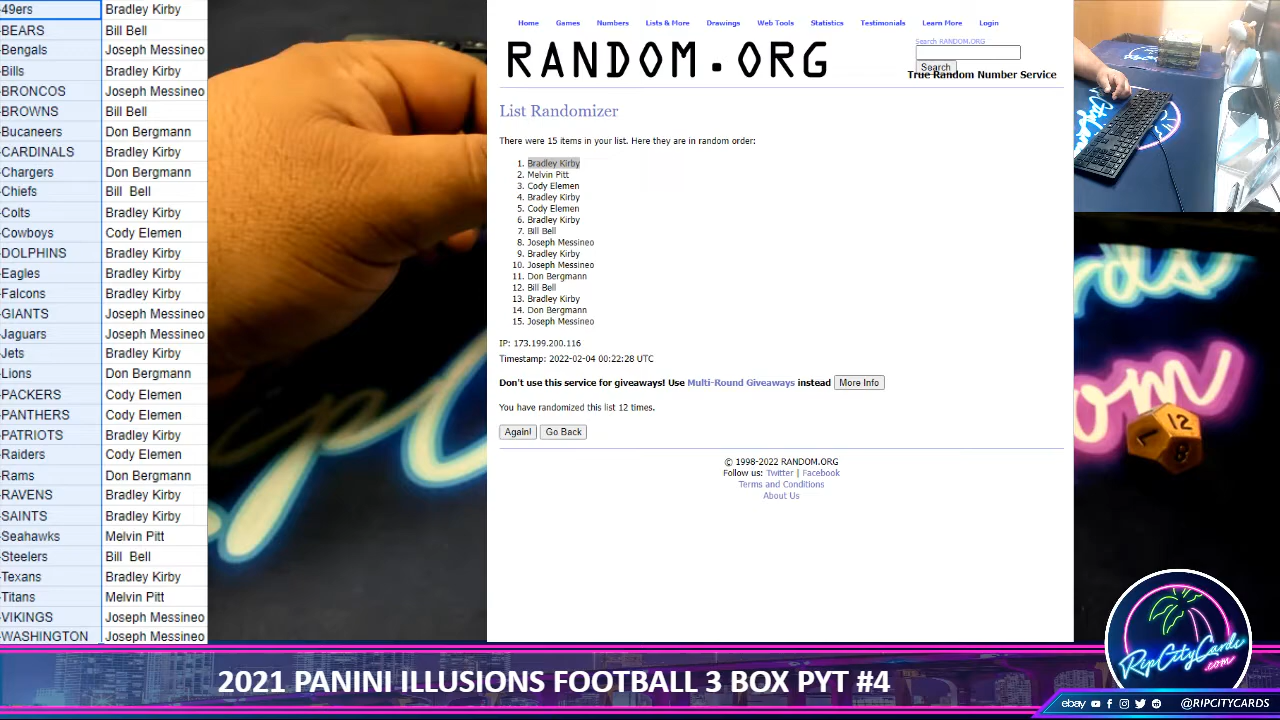 49ers Bradley Kirby
-BEARS Bill Bell
-Bengals Joseph Messineo
-Bills Bradley Kirby
-BRONCOS Joseph Messineo
-BROWNS Bill Bell
-Bucaneers Don Bergmann
-CARDINALS Bradley Kirby
-Chargers Don Bergmann
-Chiefs Bill Bell
-Colts Bradley Kirby
-Cowboys Cody Elemen
-DOLPHINS Bradley Kirby
-Eagles Bradley Kirby
-Falcons Bradley Kirby
-GIANTS Joseph Messineo
-Jaguars Joseph Messineo
-Jets Bradley Kirby
-Lions Don Bergmann
-PACKERS Cody Elemen
-PANTHERS Cody Elemen
-PATRIOTS Bradley Kirby
-Raiders Cody Elemen
-Rams Don Bergmann
-RAVENS Bradley Kirby
-SAINTS Bradley Kirby
-Seahawks Melvin Pitt
-Steelers Bill Bell
-Texans Bradley Kirby
-Titans Melvin Pitt
-VIKINGS Joseph Messineo
-WASHINGTON Joseph Messineo
Home Games Numbers Lists & More Drawings Web Tools Statistics Testimonials Learn More Login
RANDOM.ORG
Search RANDOM.ORG
Search
True Random Number Service
List Randomizer
There were 15 items in your list. Here they are in random order:
1. Bradley Kirby
2. Melvin Pitt
3. Cody Elemen
4. Bradley Kirby
5. Cody Elemen
6. Bradley Kirby
7. Bill Bell
8. Joseph Messineo
9. Bradley Kirby
10. Joseph Messineo
11. Don Bergmann
12. Bill Bell
13. Bradley Kirby
14. Don Bergmann
15. Joseph Messineo
IP: 173.199.200.116
Timestamp: 2022-02-04 00:22:28 UTC
Don't use this service for giveaways! Use Multi-Round Giveaways instead More Info
You have randomized this list 12 times.
Again! Go Back
© 1998-2022 RANDOM.ORG
Follow us: Twitter | Facebook
Terms and Conditions
About Us
12
1
RipCityCards
.com
2021 PANINI ILLUSIONS FOOTBALL 3 BOX PYT #4
ebay @RIPCITYCARDS